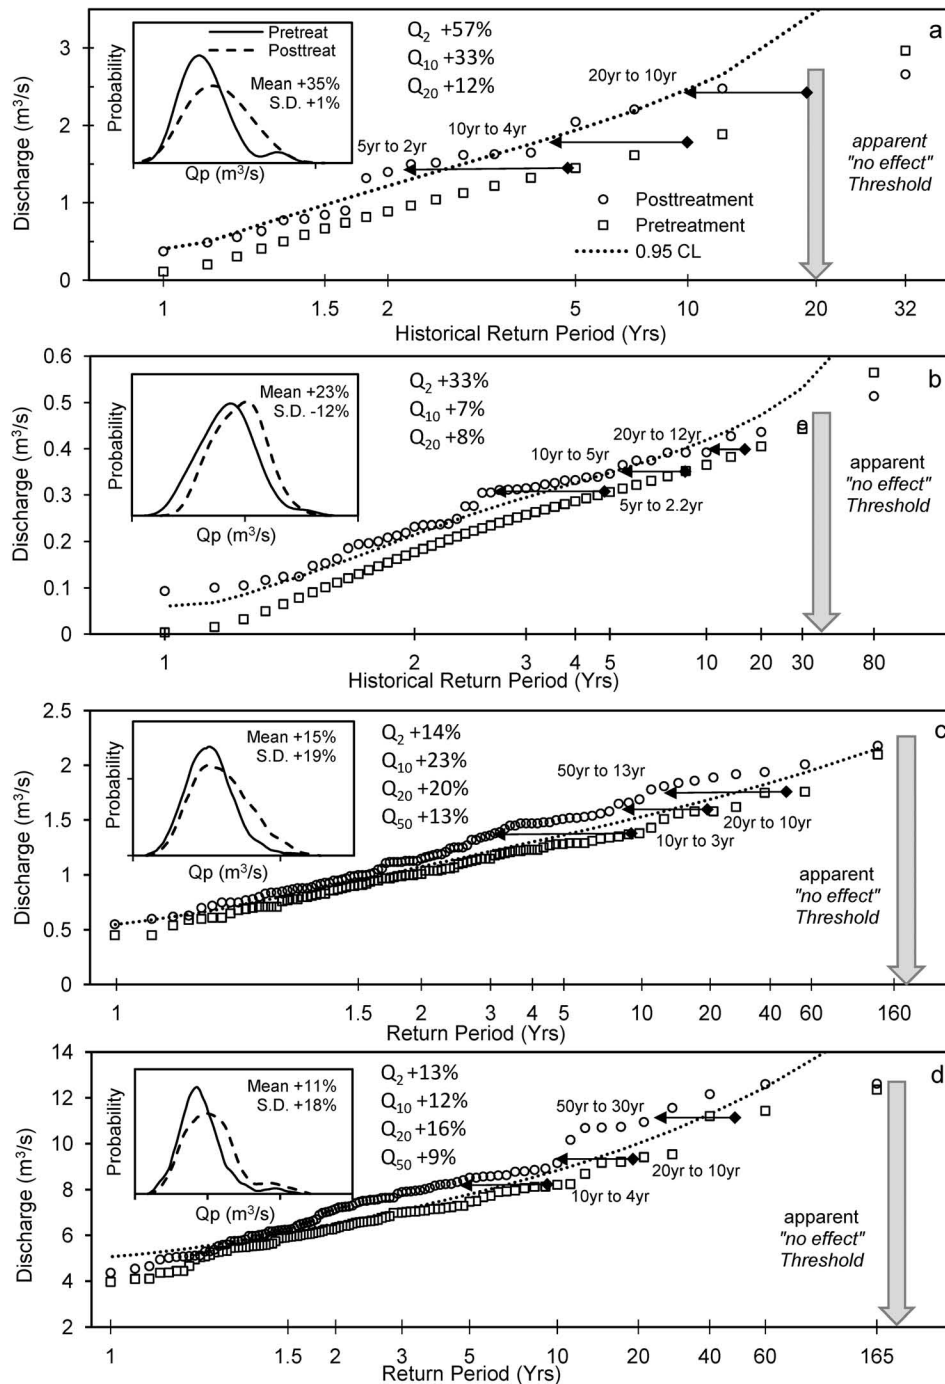 a
Pretreat
Posttreat
Mean +35%
S.D. +1%
Probability
Qp (m³/s)
Q₂ +57%
Q₁₀ +33%
Q₂₀ +12%
20yr to 10yr
10yr to 4yr
5yr to 2yr
apparent
"no effect"
Threshold
Posttreatment
Pretreatment
0.95 CL
Discharge (m³/s)
3
2
1
0
1
1.5
2
5
10
20
32
Historical Return Period (Yrs)
b
Mean +23%
S.D. -12%
Probability
Qp (m³/s)
Q₂ +33%
Q₁₀ +7%
Q₂₀ +8%
20yr to 12yr
10yr to 5yr
5yr to 2.2yr
apparent
"no effect"
Threshold
Discharge (m³/s)
0.6
0.5
0.4
0.3
0.2
0.1
0
1
2
3
4
5
10
20
30
80
Historical Return Period (Yrs)
c
Mean +15%
S.D. +19%
Probability
Q₂ +14%
Q₁₀ +23%
Q₂₀ +20%
Q₅₀ +13%
50yr to 13yr
20yr to 10yr
10yr to 3yr
apparent
"no effect"
Threshold
Discharge (m³/s)
2.5
2
1.5
1
0.5
0
1
1.5
2
3
4
5
10
20
40
60
160
Return Period (Yrs)
d
Mean +11%
S.D. +18%
Probability
Qp (m³/s)
Q₂ +13%
Q₁₀ +12%
Q₂₀ +16%
Q₅₀ +9%
50yr to 30yr
20yr to 10yr
10yr to 4yr
apparent
"no effect"
Threshold
Discharge (m³/s)
14
12
10
8
6
4
2
1
1.5
2
3
5
10
20
40
60
165
Return Period (Yrs)